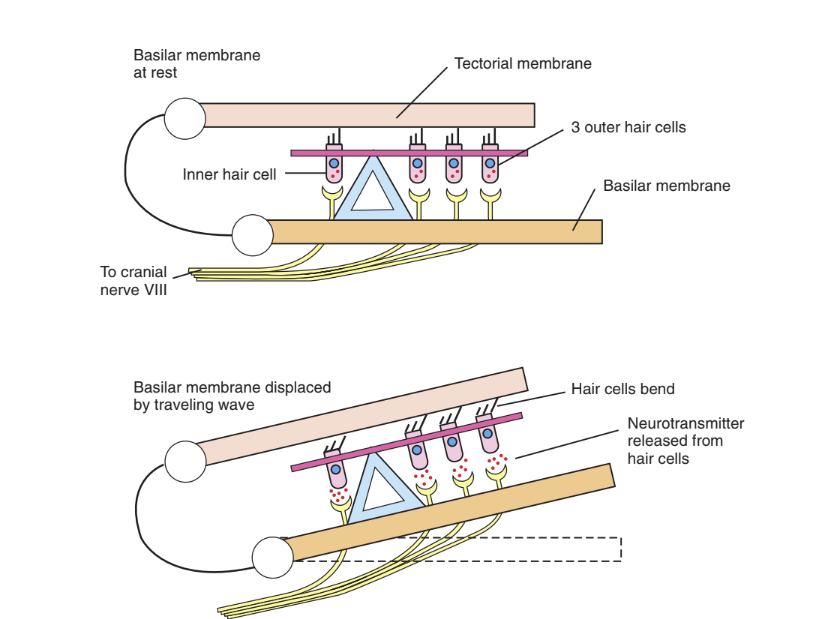 Basilar membrane
at rest
Tectorial membrane
3 outer hair cells
Inner hair cell
Basilar membrane
To cranial
nerve VIII
Basilar membrane displaced
by traveling wave
Hair cells bend
Neurotransmitter
released from
hair cells